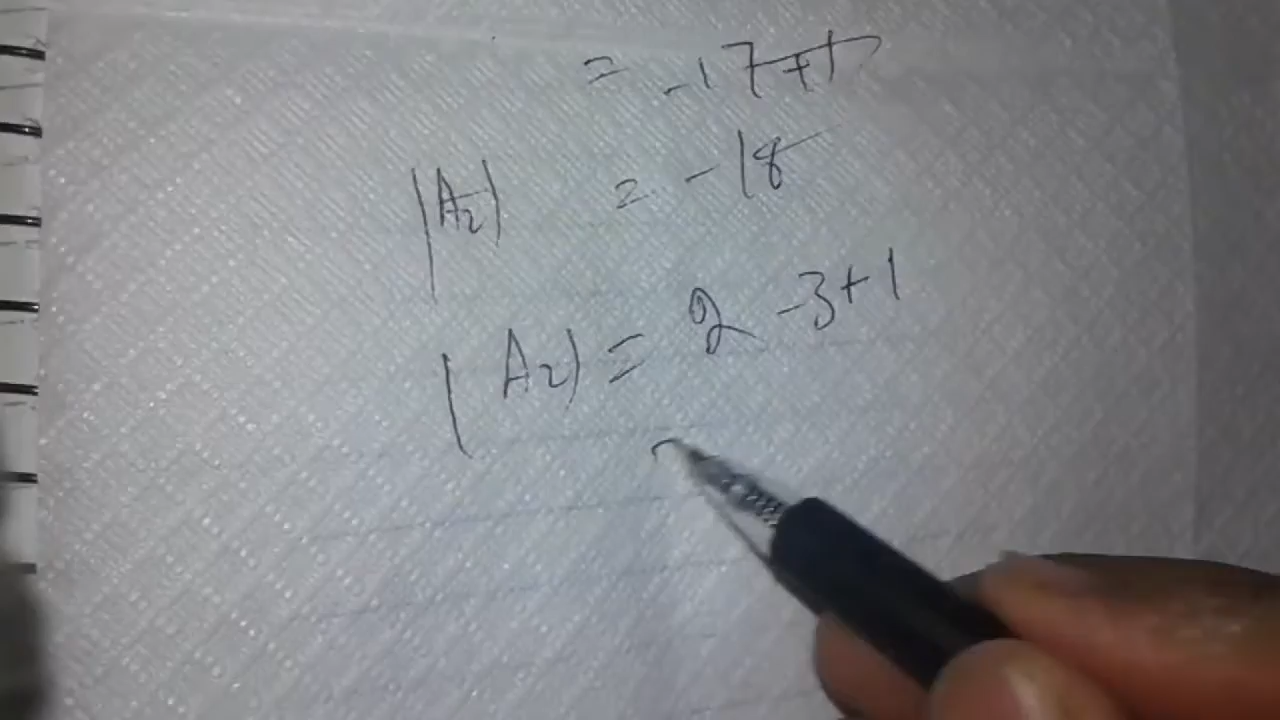 = -17+1
|A2| = -18
|A2| = 2 -3+1